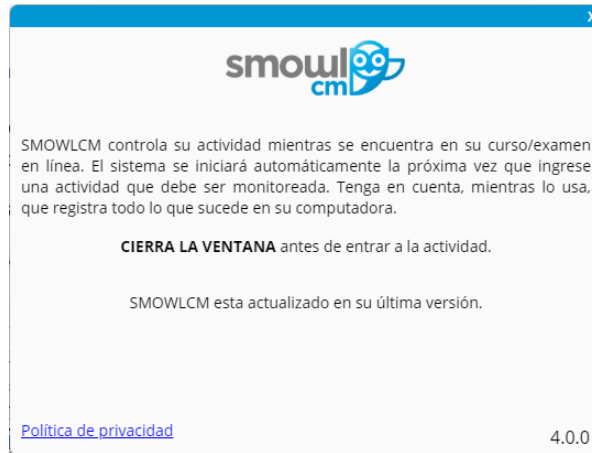 x
smowl
cm
SMOWLCM controla su actividad mientras se encuentra en su curso/examen
en línea. El sistema se iniciará automáticamente la próxima vez que ingrese
una actividad que debe ser monitoreada. Tenga en cuenta, mientras lo usa,
que registra todo lo que sucede en su computadora.
CIERRA LA VENTANA antes de entrar a la actividad.
SMOWLCM esta actualizado en su última versión.
Política de privacidad
4.0.0